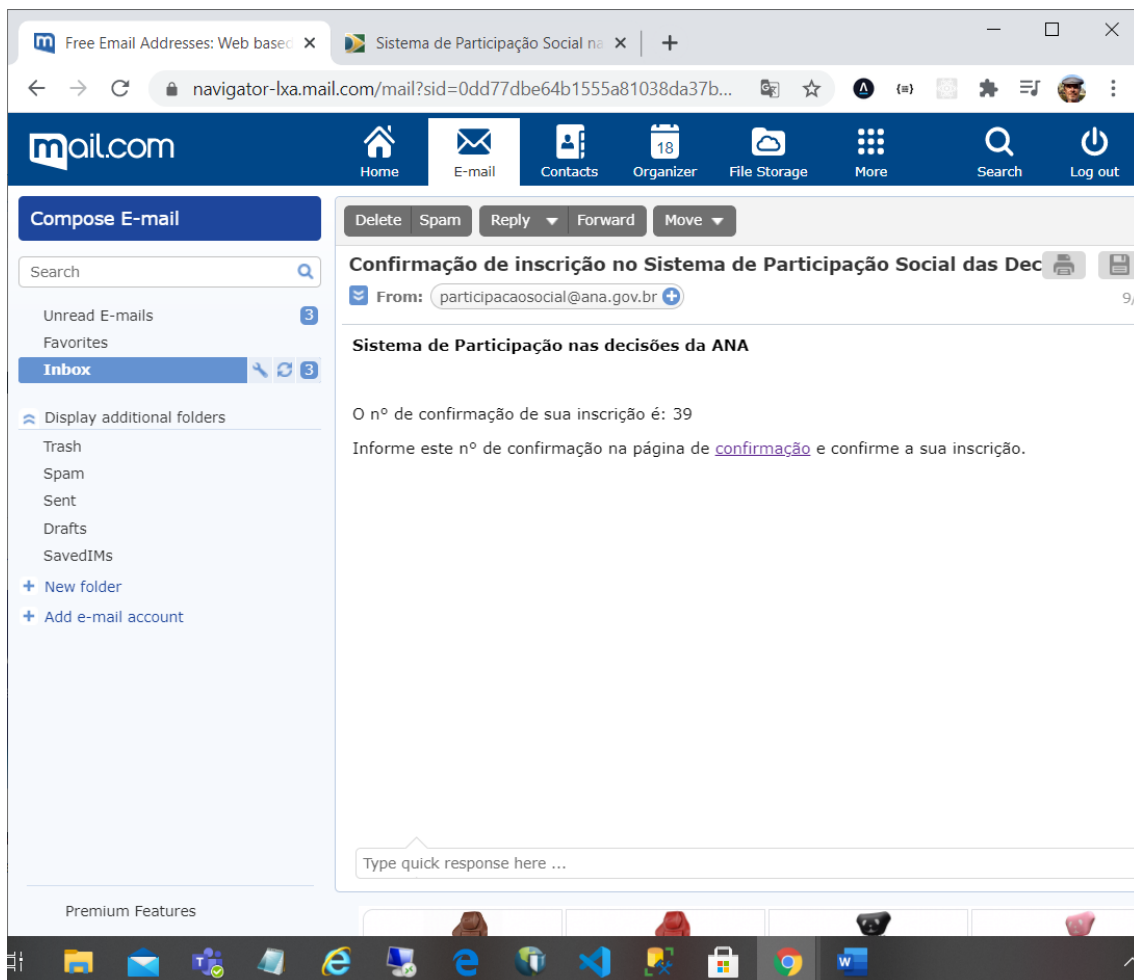 Free Email Addresses: Web based
Sistema de Participação Social na
navigator-lxa.mail.com/mail?sid=0dd77dbe64b1555a81038da37b...
mail.com
Home
E-mail
Contacts
18
Organizer
File Storage
More
Search
Log out
Compose E-mail
Delete Spam Reply Forward Move
Search
Confirmação de inscrição no Sistema de Participação Social das Dec
From: participacaosocial@ana.gov.br
9/
Unread E-mails 3
Favorites
Inbox 3
Display additional folders
Trash
Spam
Sent
Drafts
SavedIMs
New folder
Add e-mail account
Sistema de Participação nas decisões da ANA
O nº de confirmação de sua inscrição é: 39
Informe este nº de confirmação na página de confirmação e confirme a sua inscrição.
Type quick response here ...
Premium Features